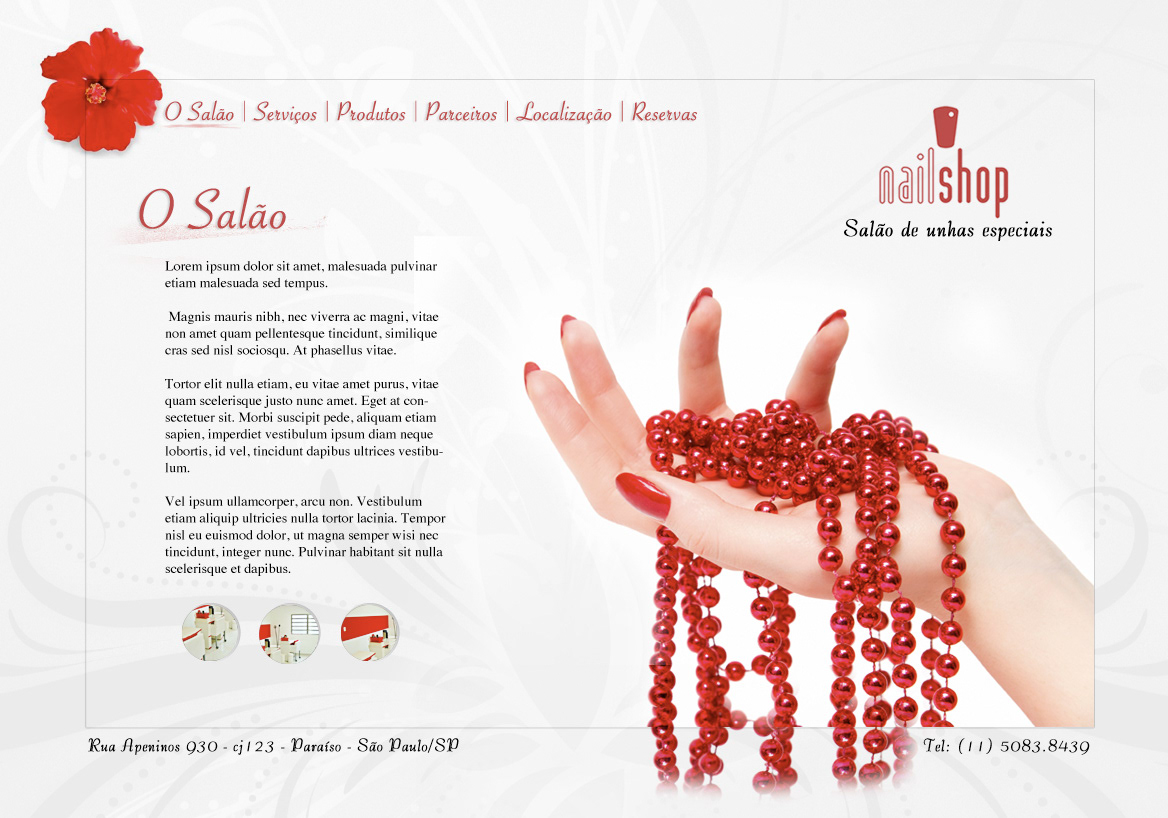 O Salão | Serviços | Produtos | Parceiros | Localização | Reservas
nailshop
Salão de unhas especiais
O Salão
Lorem ipsum dolor sit amet, malesuada pulvinar
etiam malesuada sed tempus.
Magnis mauris nibh, nec viverra ac magni, vitae
non amet quam pellentesque tincidunt, similique
cras sed nisl sociosqu. At phasellus vitae.
Tortor elit nulla etiam, eu vitae amet purus, vitae
quam scelerisque justo nunc amet. Eget at con-
sectetuer sit. Morbi suscipit pede, aliquam etiam
sapien, imperdiet vestibulum ipsum diam neque
lobortis, id vel, tincidunt dapibus ultrices vestibu-
lum.
Vel ipsum ullamcorper, arcu non. Vestibulum
etiam aliquip ultricies nulla tortor lacinia. Tempor
nisl eu euismod dolor, ut magna semper wisi nec
tincidunt, integer nunc. Pulvinar habitant sit nulla
scelerisque et dapibus.
Rua Apeninos 930 - cj123 - Paraíso - São Paulo/SP
Tel: (11) 5083.8439